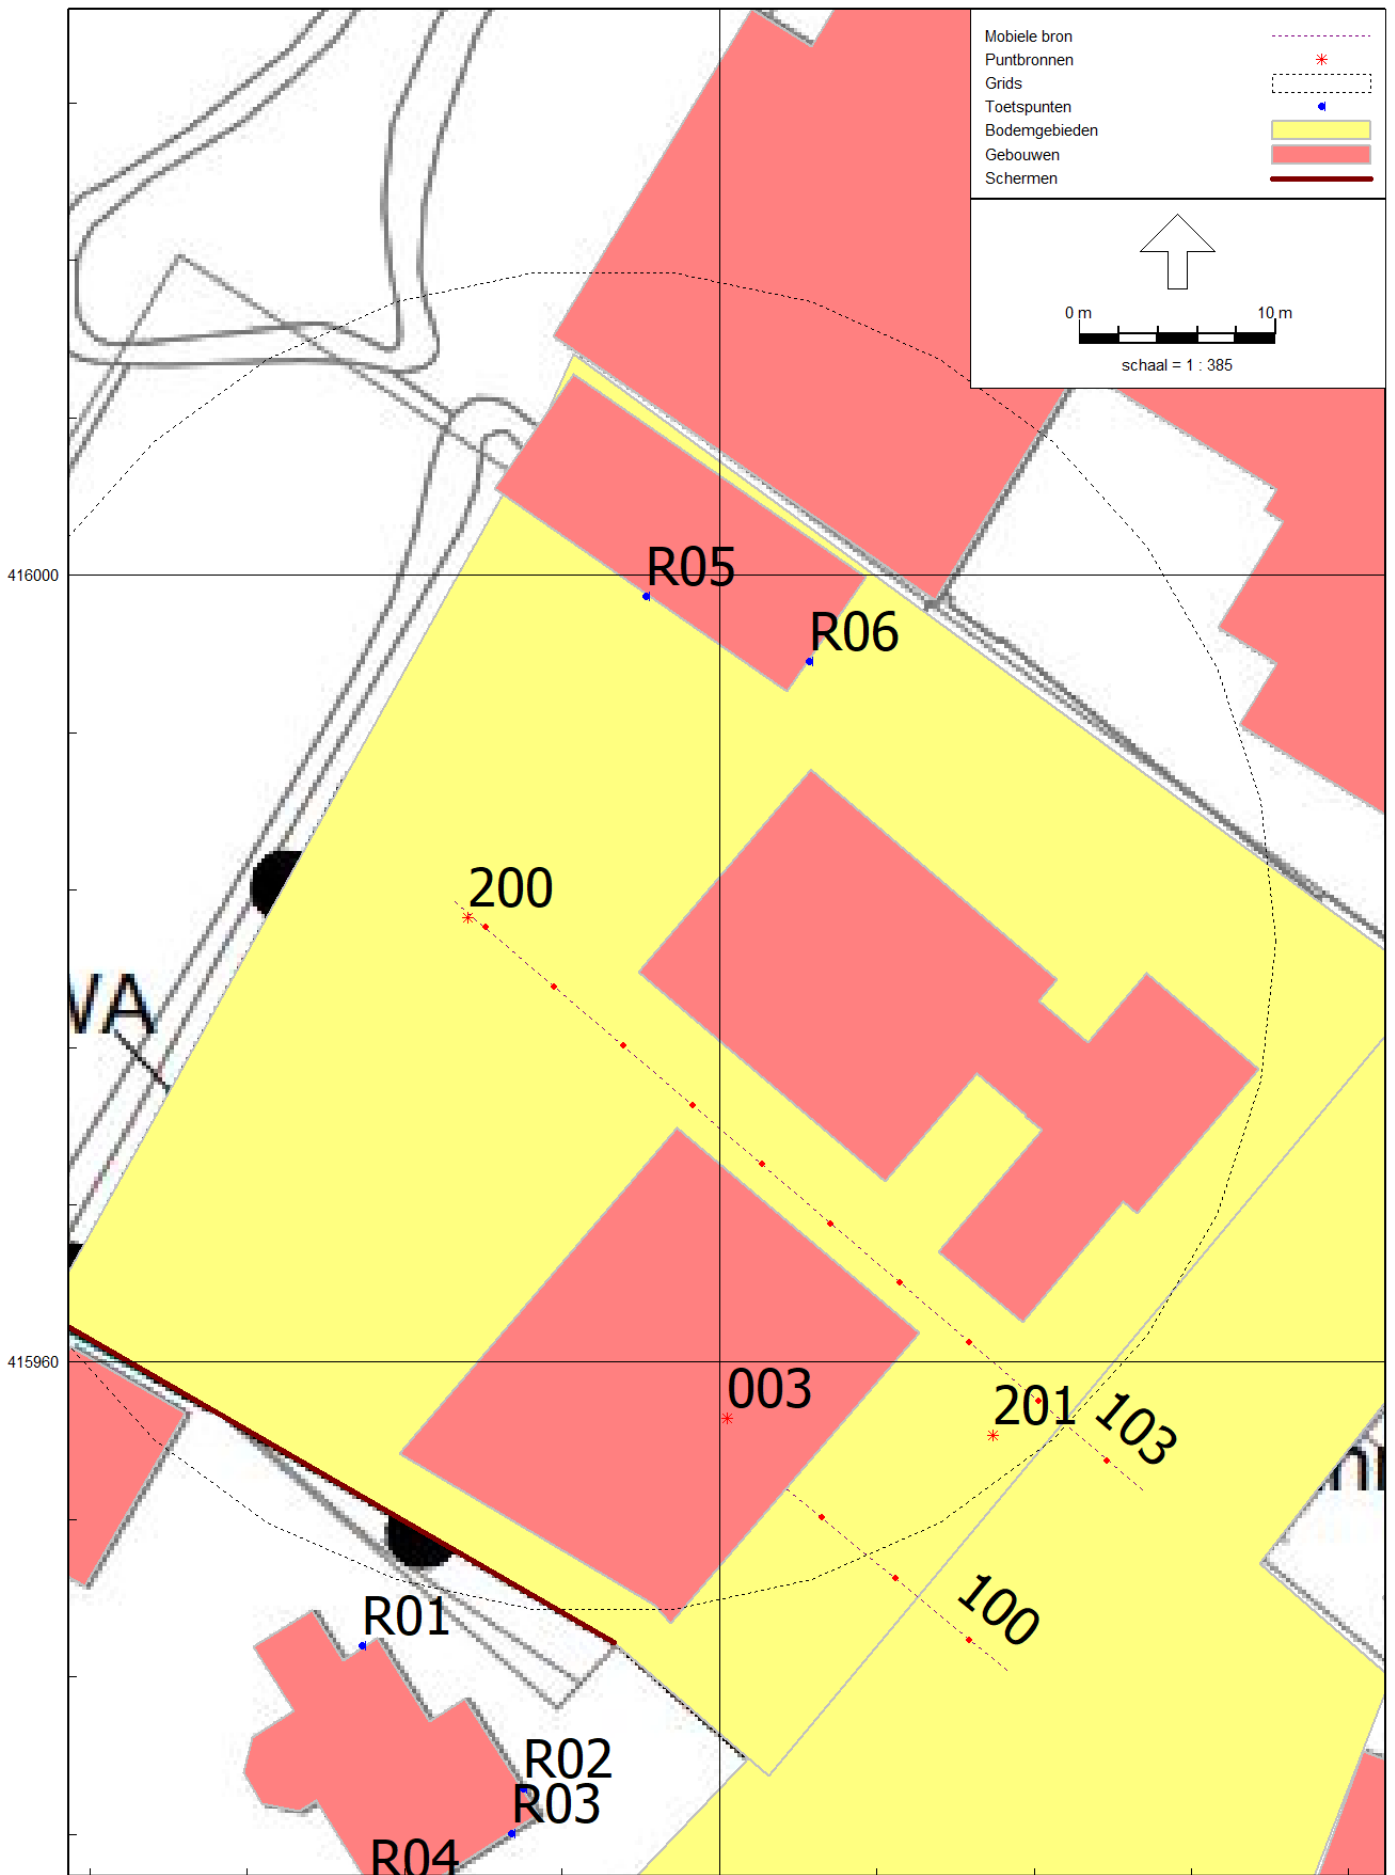 Mobiele bron
Puntbronnen
Grids
Toetspunten
Bodemgebieden
Gebouwen
Schermen
0 m 10 m
schaal = 1 : 385
R05
416000
R06
200
VA
415960
003
201
103
100
R01
R02
R03
R04